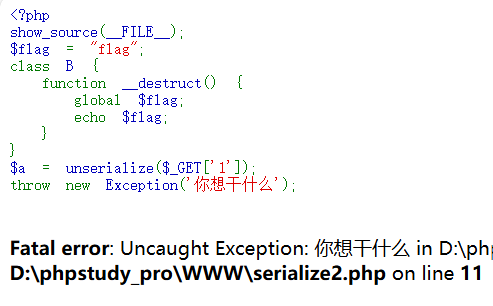 <?php
show_source(__FILE__);
$flag = "flag";
class B {
    function __destruct() {
        global $flag;
        echo $flag;
    }
}
$a = unserialize($_GET['1']);
throw new Exception('你想干什么');
Fatal error: Uncaught Exception: 你想干什么 in D:\php
D:\phpstudy_pro\WWW\serialize2.php on line 11